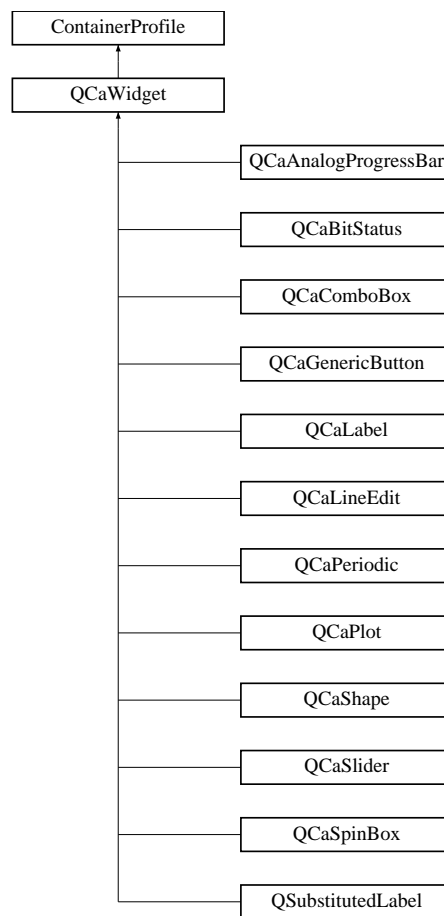 ContainerProfile
QCaWidget
QCaAnalogProgressBar
QCaBitStatus
QCaComboBox
QCaGenericButton
QCaLabel
QCaLineEdit
QCaPeriodic
QCaPlot
QCaShape
QCaSlider
QCaSpinBox
QSubstitutedLabel